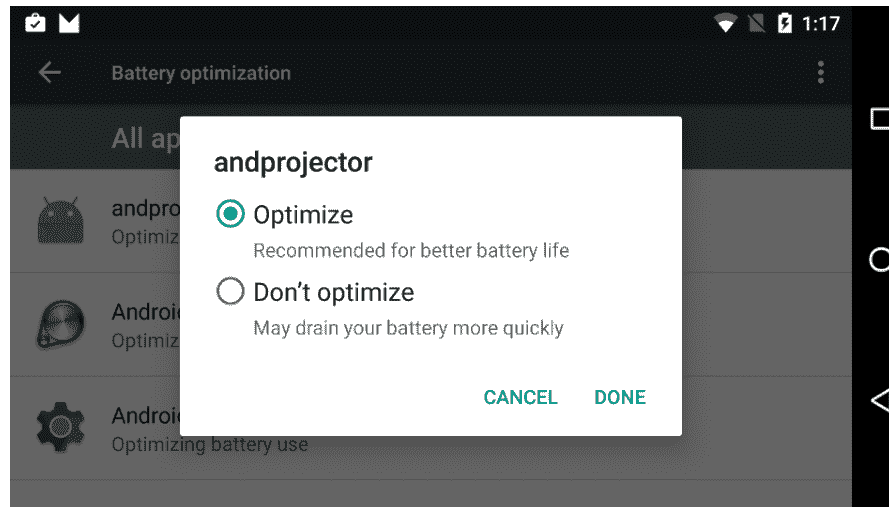 1:17
Battery optimization
All ap
andprojector
Optimize
Recommended for better battery life
Don't optimize
May drain your battery more quickly
CANCEL DONE
andpro
Optimiz
Androi
Optimiz
Androi
Optimizing battery use